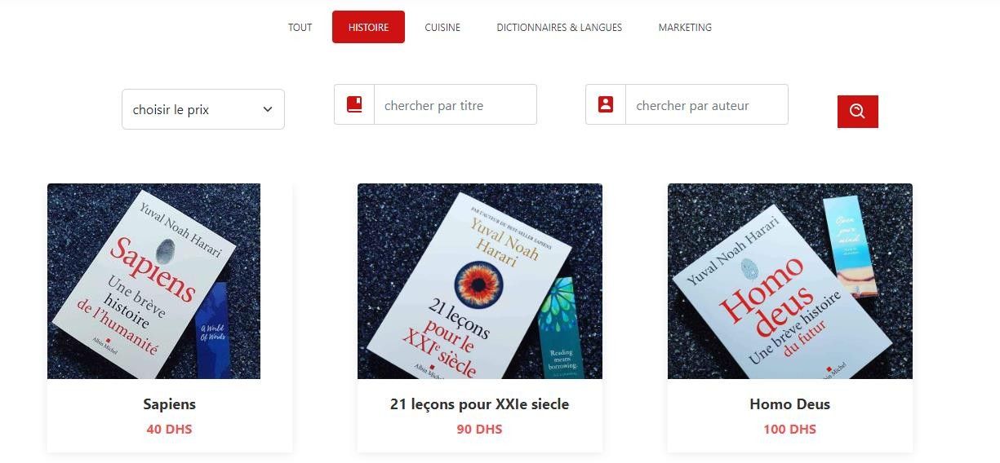 TOUT
HISTOIRE
CUISINE
DICTIONNAIRES & LANGUES
MARKETING
choisir le prix
chercher par titre
chercher par auteur
Yuval Noah Harari
Sapiens
Une brève
histoire
de l'humanité
Albin Michel
A World
Of Words
Sapiens
40 DHS
PAR L'AUTEUR DU BEST-SELLER SAPIENS
Yuval Noah
Harari
21 leçons
pour le
XXIe siècle
Albin Michel
Reading
means
borrowing.
21 leçons pour XXIe siecle
90 DHS
Yuval Noah Harari
Homo
deus
Une brève histoire
du futur
Albin Michel
Open
your
mind
Homo Deus
100 DHS